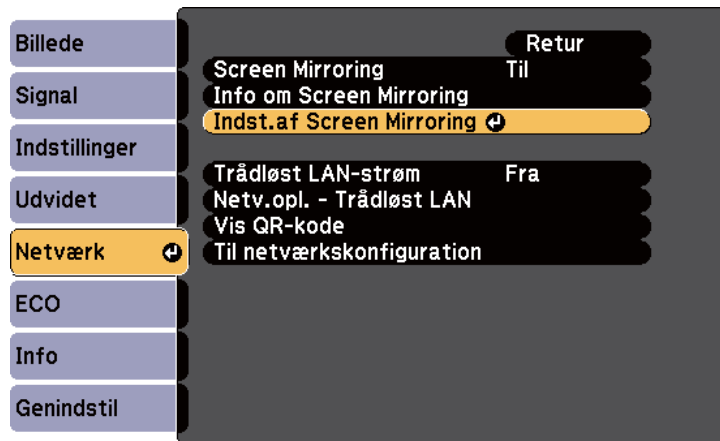 Billede
Signal
Indstillinger
Udvidet
Netværk
ECO
Info
Genindstil
Retur
Screen Mirroring Til
Info om Screen Mirroring
Indst.af Screen Mirroring
Trådløst LAN-strøm Fra
Netv.opl. - Trådløst LAN
Vis QR-kode
Til netværkskonfiguration